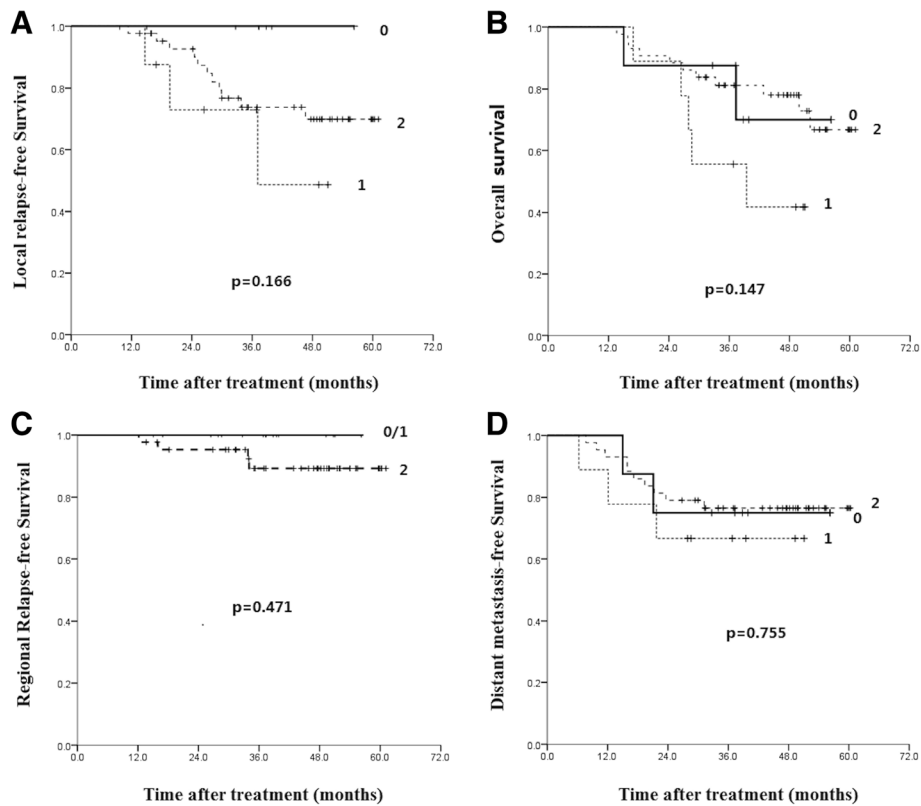 A
Local relapse-free Survival
1.0
0.8
0.6
0.4
0.2
0.0
0
2
1
p=0.166
0.0 12.0 24.0 36.0 48.0 60.0 72.0
Time after treatment (months)
B
Overall survival
1.0
0.8
0.6
0.4
0.2
0.0
0
2
1
p=0.147
0.0 12.0 24.0 36.0 48.0 60.0 72.0
Time after treatment (months)
C
Regional Relapse-free Survival
1.0
0.8
0.6
0.4
0.2
0.0
0/1
2
p=0.471
0.0 12.0 24.0 36.0 48.0 60.0 72.0
Time after treatment (months)
D
Distant metastasis-free Survival
1.0
0.8
0.6
0.4
0.2
0.0
2
0
1
p=0.755
0.0 12.0 24.0 36.0 48.0 60.0 72.0
Time after treatment (months)